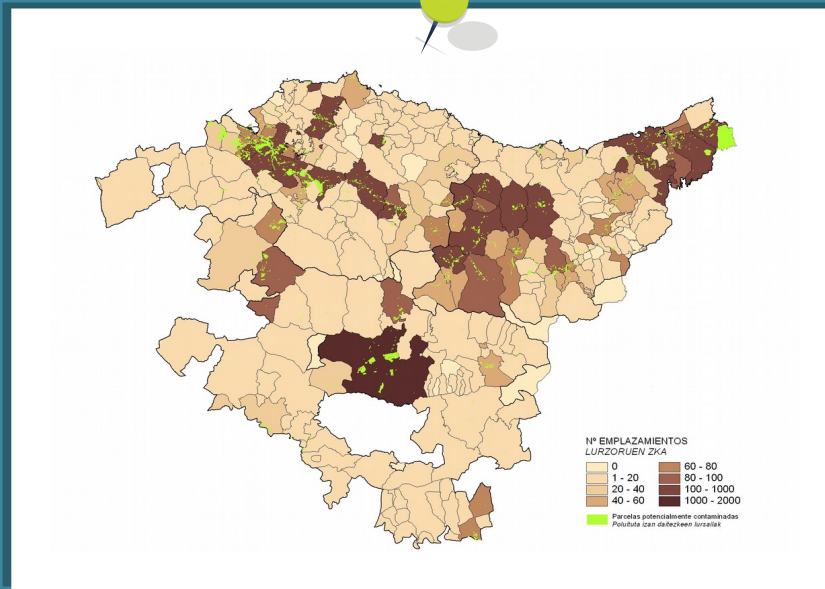 Nº EMPLAZAMIENTOS
LURZORUEN ZKA
0
1 - 20
20 - 40
40 - 60
60 - 80
80 - 100
100 - 1000
1000 - 2000
Parcelas potencialmente contaminadas
Polututa izan daitezkeen lursailak